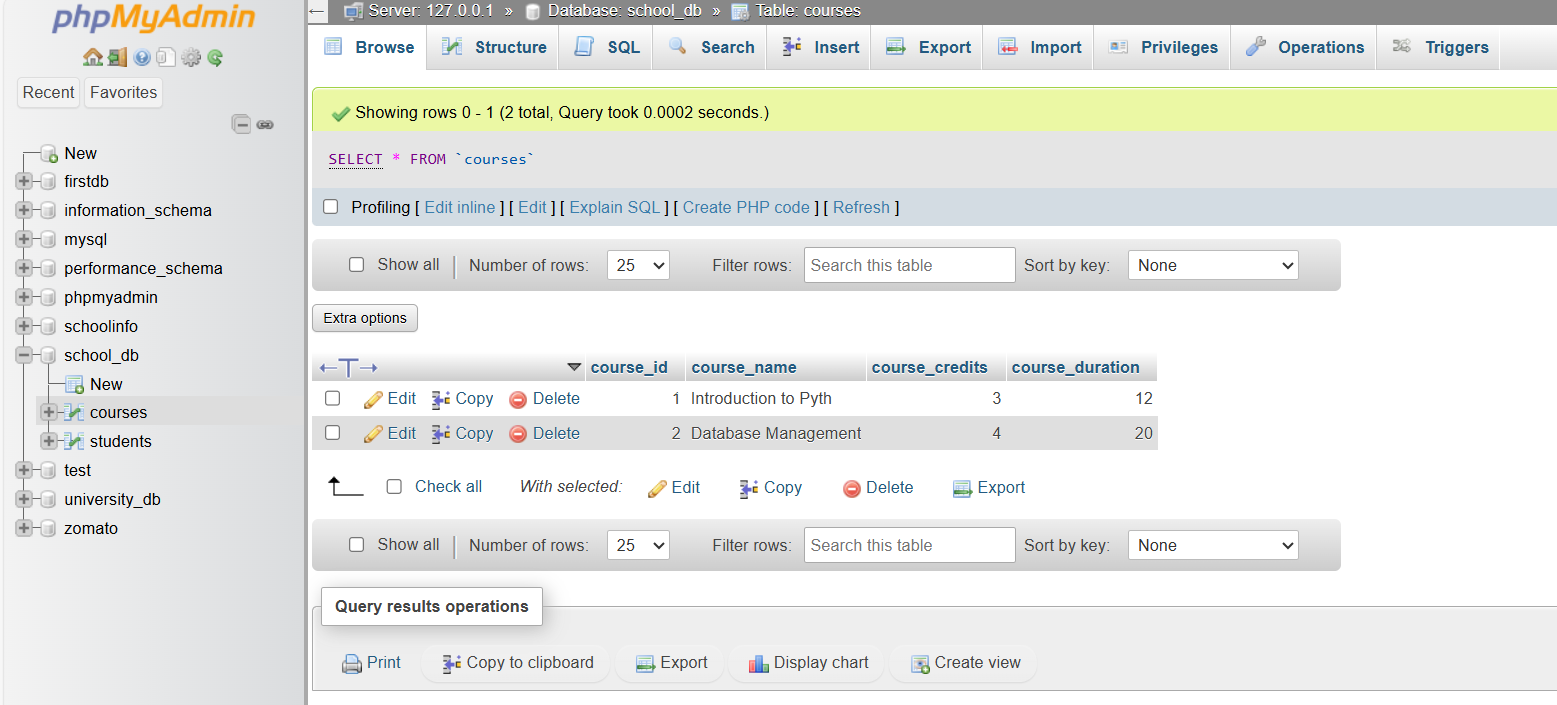 phpMyAdmin
Recent Favorites
New
firstdb
information_schema
mysql
performance_schema
phpmyadmin
schoolinfo
school_db
New
courses
students
test
university_db
zomato
Server: 127.0.0.1 » Database: school_db » Table: courses
Browse Structure SQL Search Insert Export Import Privileges Operations Triggers
Showing rows 0 - 1 (2 total, Query took 0.0002 seconds.)
SELECT * FROM `courses`
Profiling [ Edit inline ] [ Edit ] [ Explain SQL ] [ Create PHP code ] [ Refresh ]
Show all Number of rows: 25 Filter rows: Search this table Sort by key: None
Extra options
course_id course_name course_credits course_duration
Edit Copy Delete 1 Introduction to Pyth 3 12
Edit Copy Delete 2 Database Management 4 20
Check all With selected: Edit Copy Delete Export
Show all Number of rows: 25 Filter rows: Search this table Sort by key: None
Query results operations
Print Copy to clipboard Export Display chart Create view